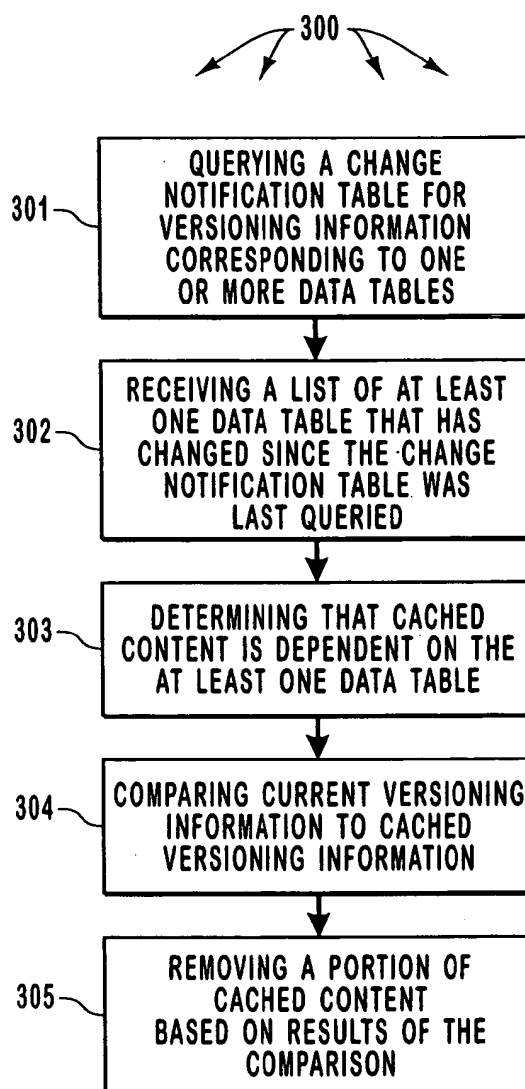 300
301
QUERYING A CHANGE
NOTIFICATION TABLE FOR
VERSIONING INFORMATION
CORRESPONDING TO ONE
OR MORE DATA TABLES
302
RECEIVING A LIST OF AT LEAST
ONE DATA TABLE THAT HAS
CHANGED SINCE THE CHANGE
NOTIFICATION TABLE WAS
LAST QUERIED
303
DETERMINING THAT CACHED
CONTENT IS DEPENDENT ON THE
AT LEAST ONE DATA TABLE
304
COMPARING CURRENT VERSIONING
INFORMATION TO CACHED
VERSIONING INFORMATION
305
REMOVING A PORTION OF
CACHED CONTENT
BASED ON RESULTS OF THE
COMPARISON